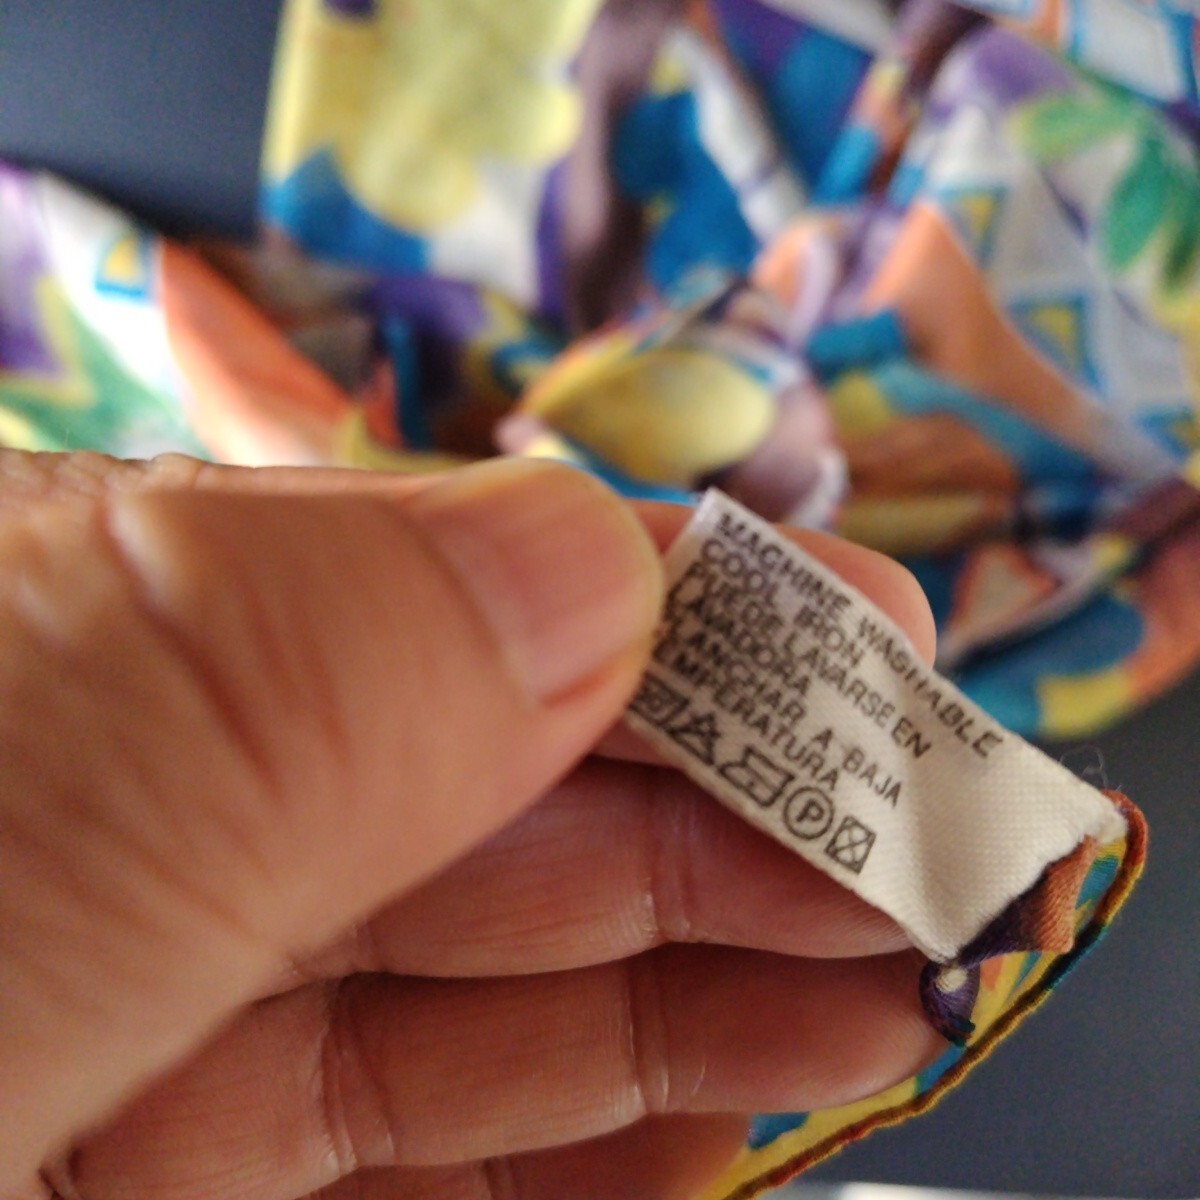 MACHINE WASHABLE
COOL IRON
PUEDE LAVARSE EN
LAVADORA
PLANCHAR A BAJA
TEMPERATURA
P